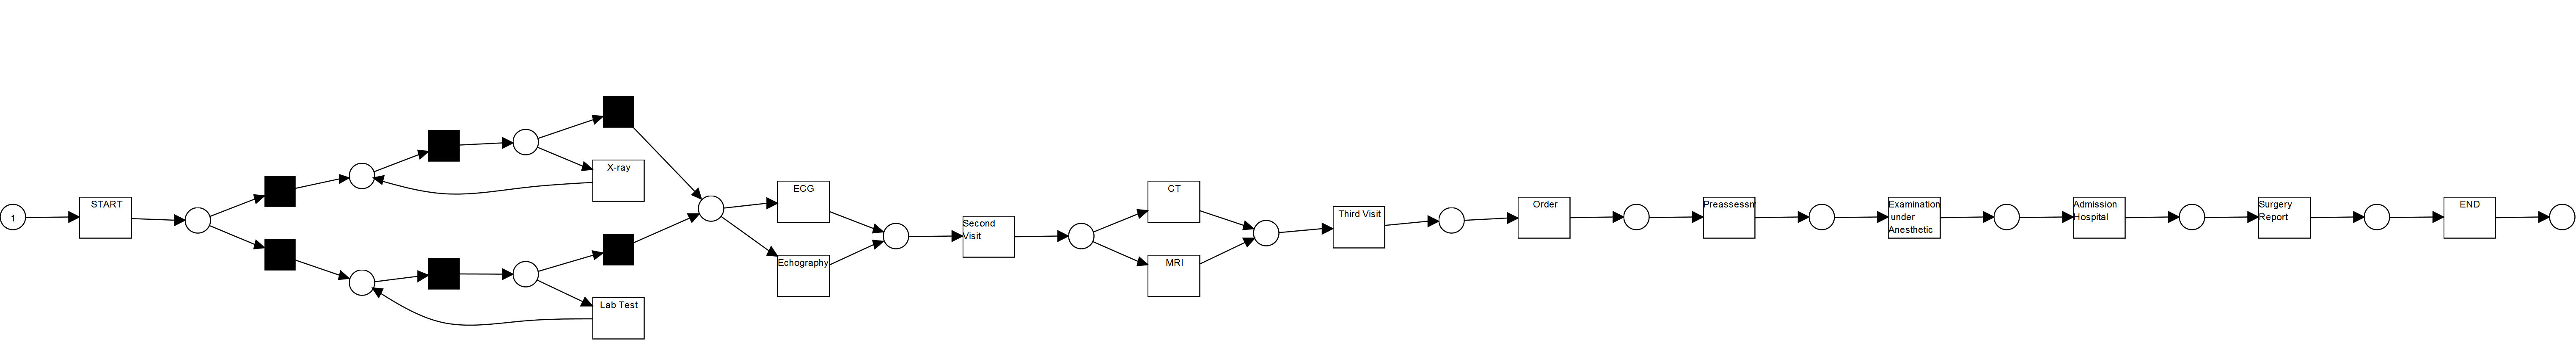 1
START
X-ray
Lab Test
ECG
Echography
Second
Visit
CT
MRI
Third Visit
Order
Preassessm
Examination
under
Anesthetic
Admission
Hospital
Surgery
Report
END